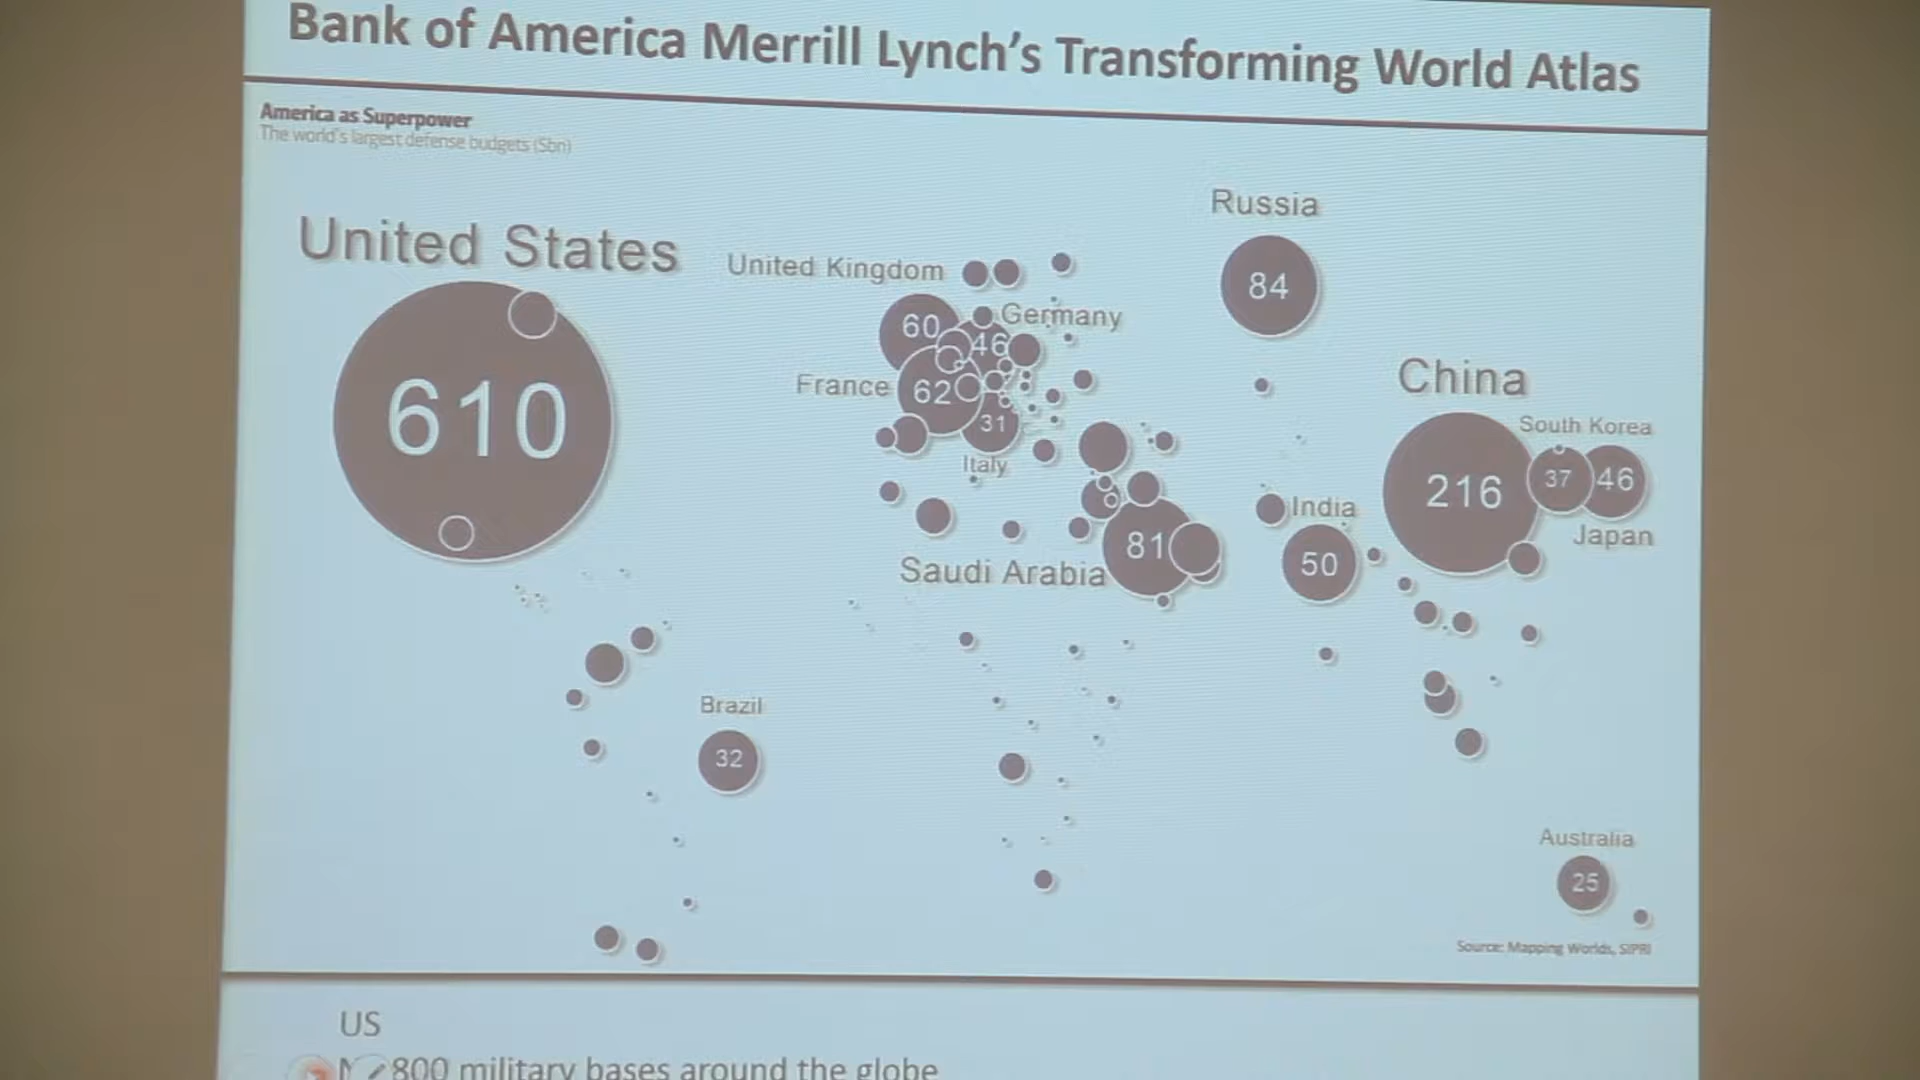 Bank of America Merrill Lynch's Transforming World Atlas
America as Superpower
The world's largest defense budgets ($bn)
Russia
United States
United Kingdom
84
Germany
60
46
610
France
62
China
31
South Korea
Italy
216
37
46
India
Japan
81
Saudi Arabia
50
Brazil
32
Australia
25
Source: Mapping Worlds, SIPRI
US
800 military bases around the globe